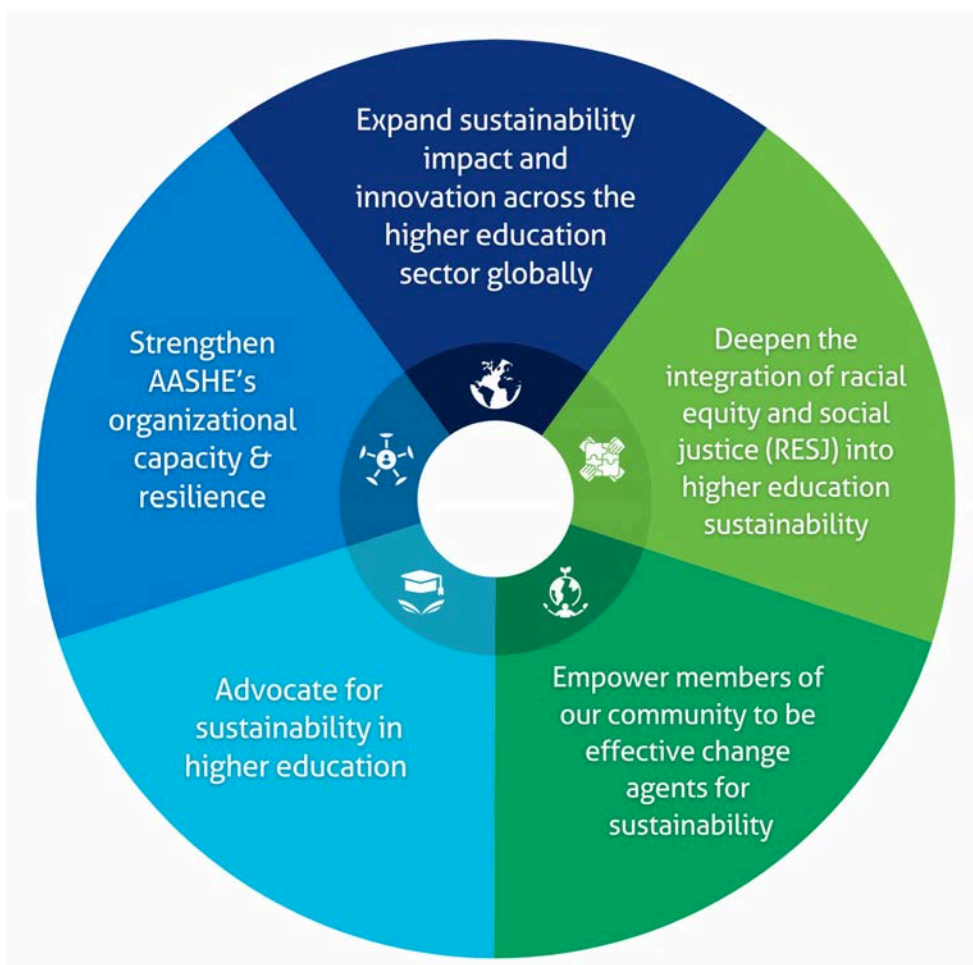 Expand sustainability
impact and
innovation across the
higher education
sector globally
Deepen the
integration of racial
equity and social
justice (RESJ) into
higher education
sustainability
Empower members of
our community to be
effective change
agents for
sustainability
Advocate for
sustainability in
higher education
Strengthen
AASHE’s
organizational
capacity &
resilience